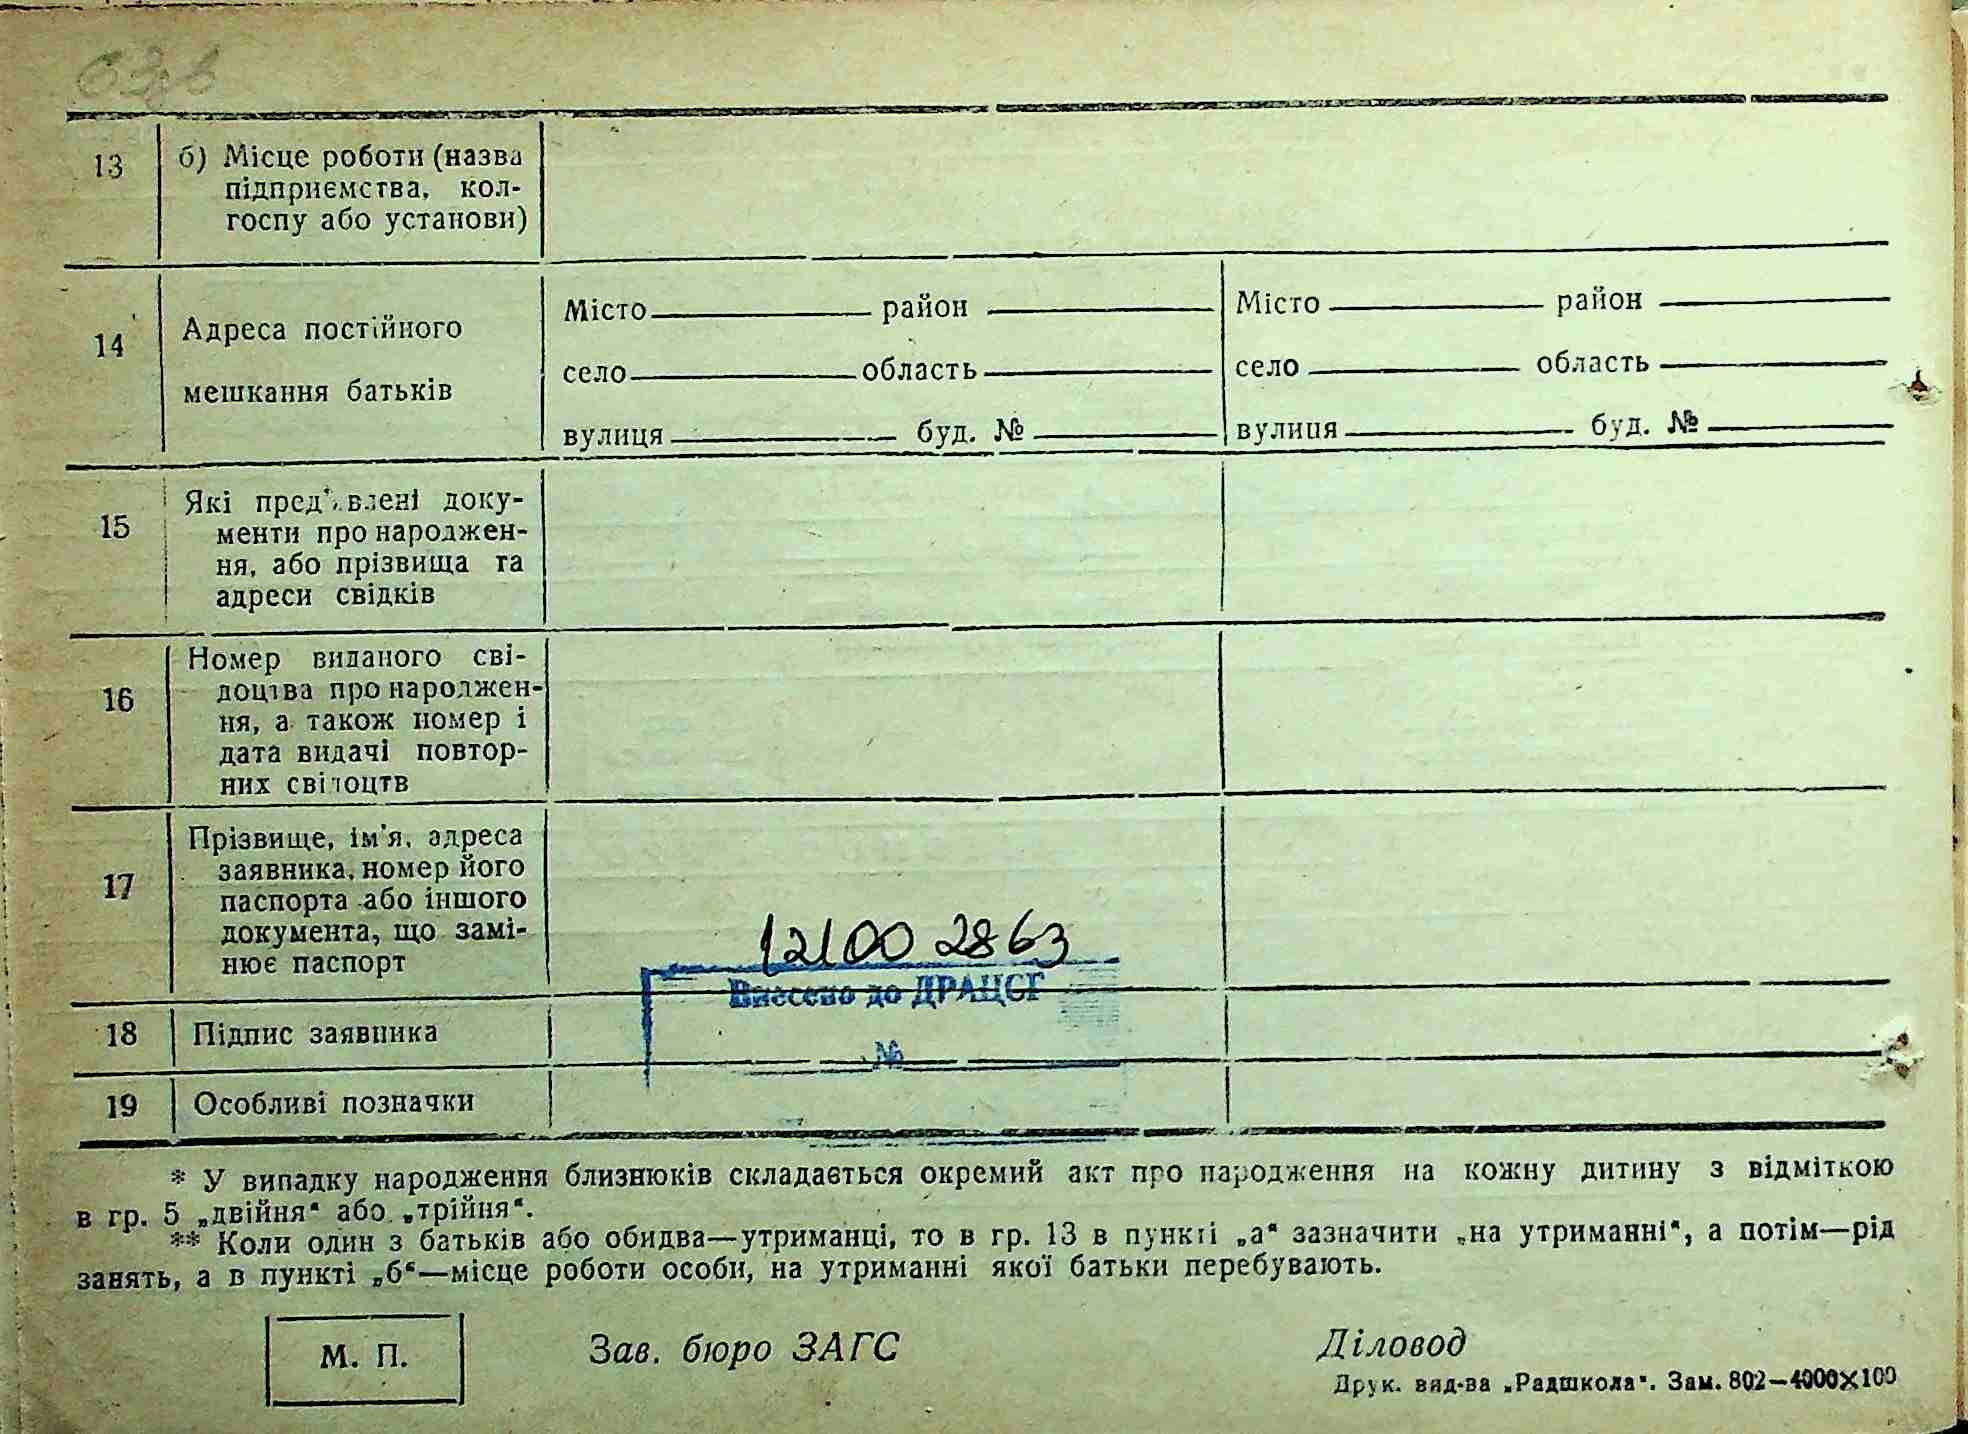 13 б) Місце роботи (назва
підприємства, кол-
госпу або установи)
14 Адреса постійного
мешкання батьків
Місто район
село область
вулиця буд. №
Місто район
село область
вулиця буд. №
15 Які пред'явлені доку-
менти про народжен-
ня, або прізвища та
адреси свідків
16 Номер виданого сві-
доцтва про народжен-
ня, а також номер і
дата видачі повтор-
них свідоцтв
17 Прізвище, ім'я, адреса
заявника, номер його
паспорта або іншого
документа, що замі-
нює паспорт
12100 2863
Внесено до ДРАЦСГ
№
18 Підпис заявника
19 Особливі позначки
* У випадку народження близнюків складається окремий акт про народження на кожну дитину з відміткою
в гр. 5 „двійня“ або „трійня“.
** Коли один з батьків або обидва—утриманці, то в гр. 13 в пункті „а“ зазначити „на утриманні“, а потім—рід
занять, а в пункті „б“—місце роботи особи, на утриманні якої батьки перебувають.
М. П. Зав. бюро ЗАГС Діловод
Друк. вид-ва „Радшкола“. Зам. 802—4000×100